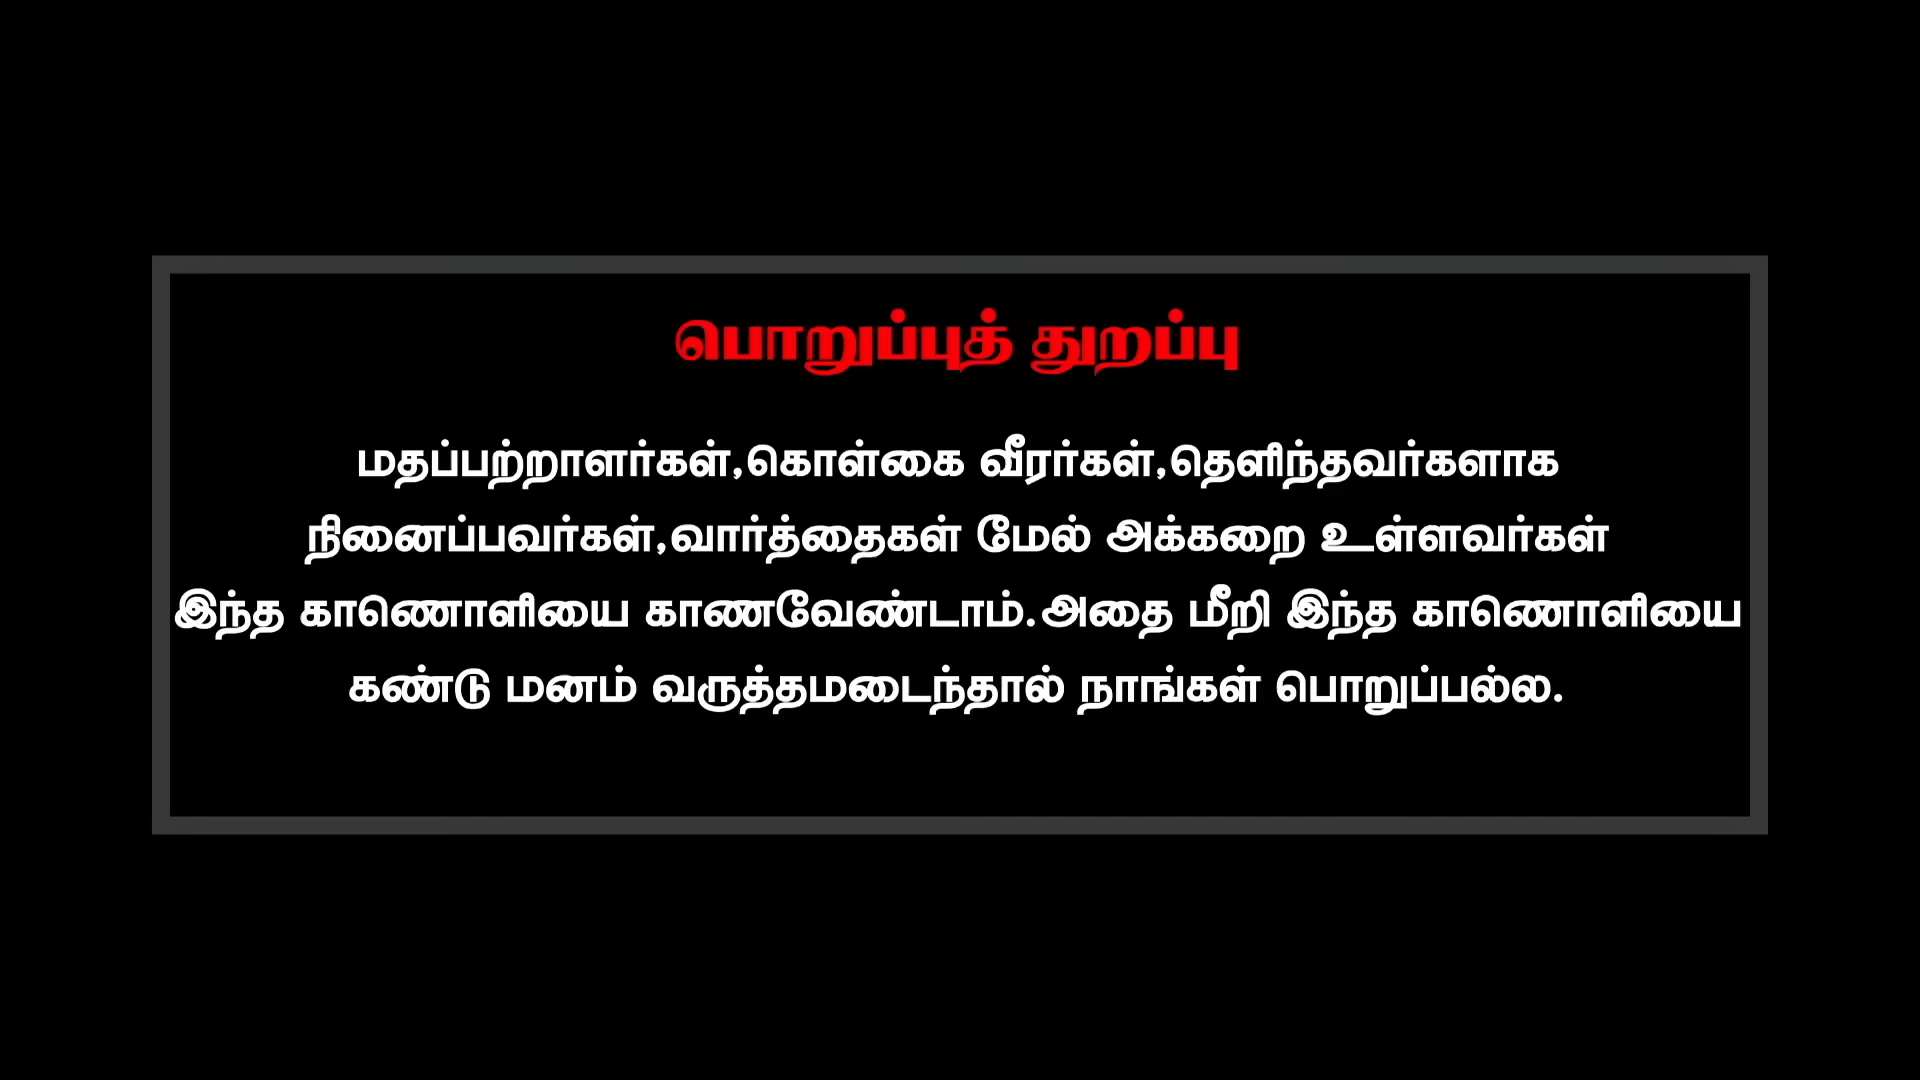 பொறுப்புத் துறப்பு
மதப்பற்றாளர்கள்,கொள்கை வீரர்கள்,தெளிந்தவர்களாக
நினைப்பவர்கள்,வார்த்தைகள் மேல் அக்கறை உள்ளவர்கள்
இந்த காணொளியை காணவேண்டாம்.அதை மீறி இந்த காணொளியை
கண்டு மனம் வருத்தமடைந்தால் நாங்கள் பொறுப்பல்ல.